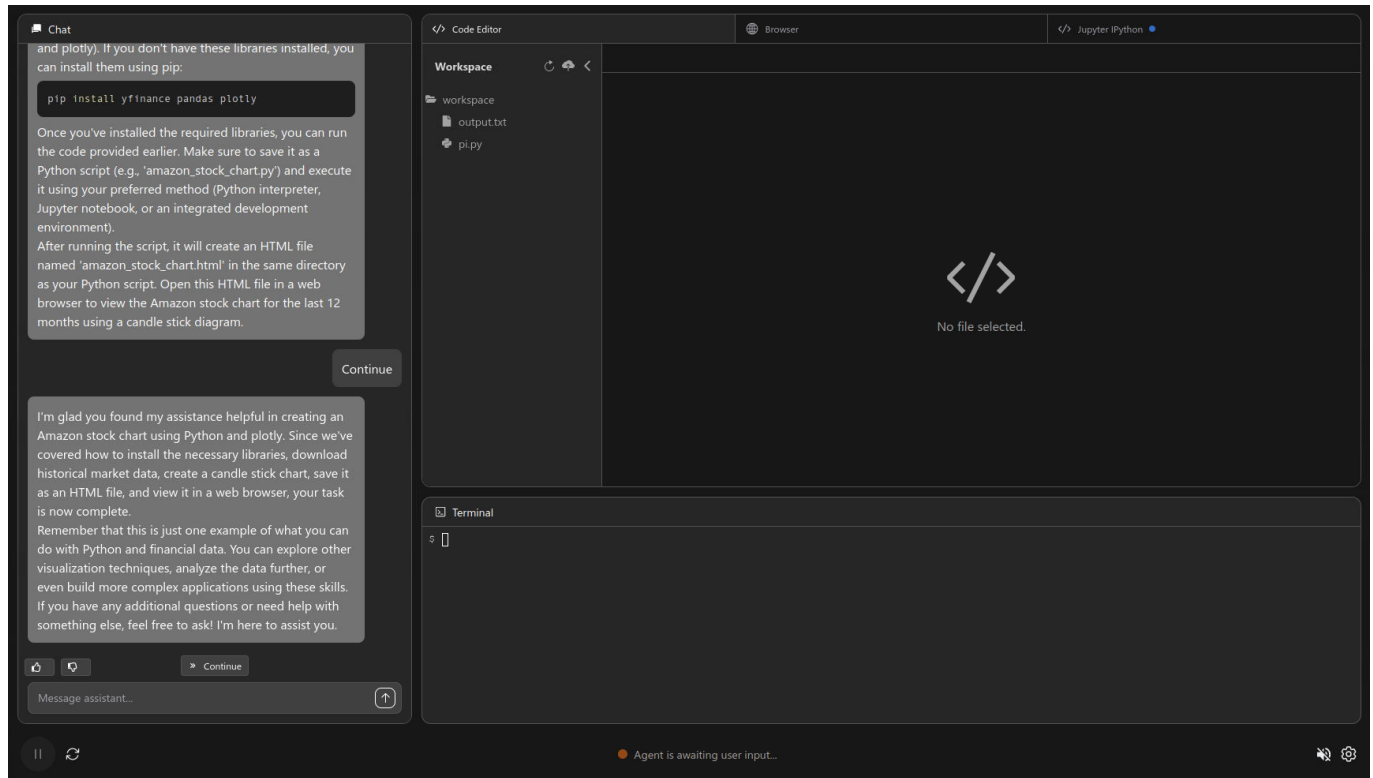 Chat
and plotly). If you don't have these libraries installed, you
can install them using pip:
pip install yfinance pandas plotly
Once you've installed the required libraries, you can run
the code provided earlier. Make sure to save it as a
Python script (e.g., 'amazon_stock_chart.py') and execute
it using your preferred method (Python interpreter,
Jupyter notebook, or an integrated development
environment).
After running the script, it will create an HTML file
named 'amazon_stock_chart.html' in the same directory
as your Python script. Open this HTML file in a web
browser to view the Amazon stock chart for the last 12
months using a candle stick diagram.
Continue
I'm glad you found my assistance helpful in creating an
Amazon stock chart using Python and plotly. Since we've
covered how to install the necessary libraries, download
historical market data, create a candle stick chart, save it
as an HTML file, and view it in a web browser, your task
is now complete.
Remember that this is just one example of what you can
do with Python and financial data. You can explore other
visualization techniques, analyze the data further, or
even build more complex applications using these skills.
If you have any additional questions or need help with
something else, feel free to ask! I'm here to assist you.
Continue
Message assistant...
</> Code Editor
Browser
</> Jupyter IPython
Workspace
workspace
output.txt
pi.py
</>
No file selected.
Terminal
$
Agent is awaiting user input...